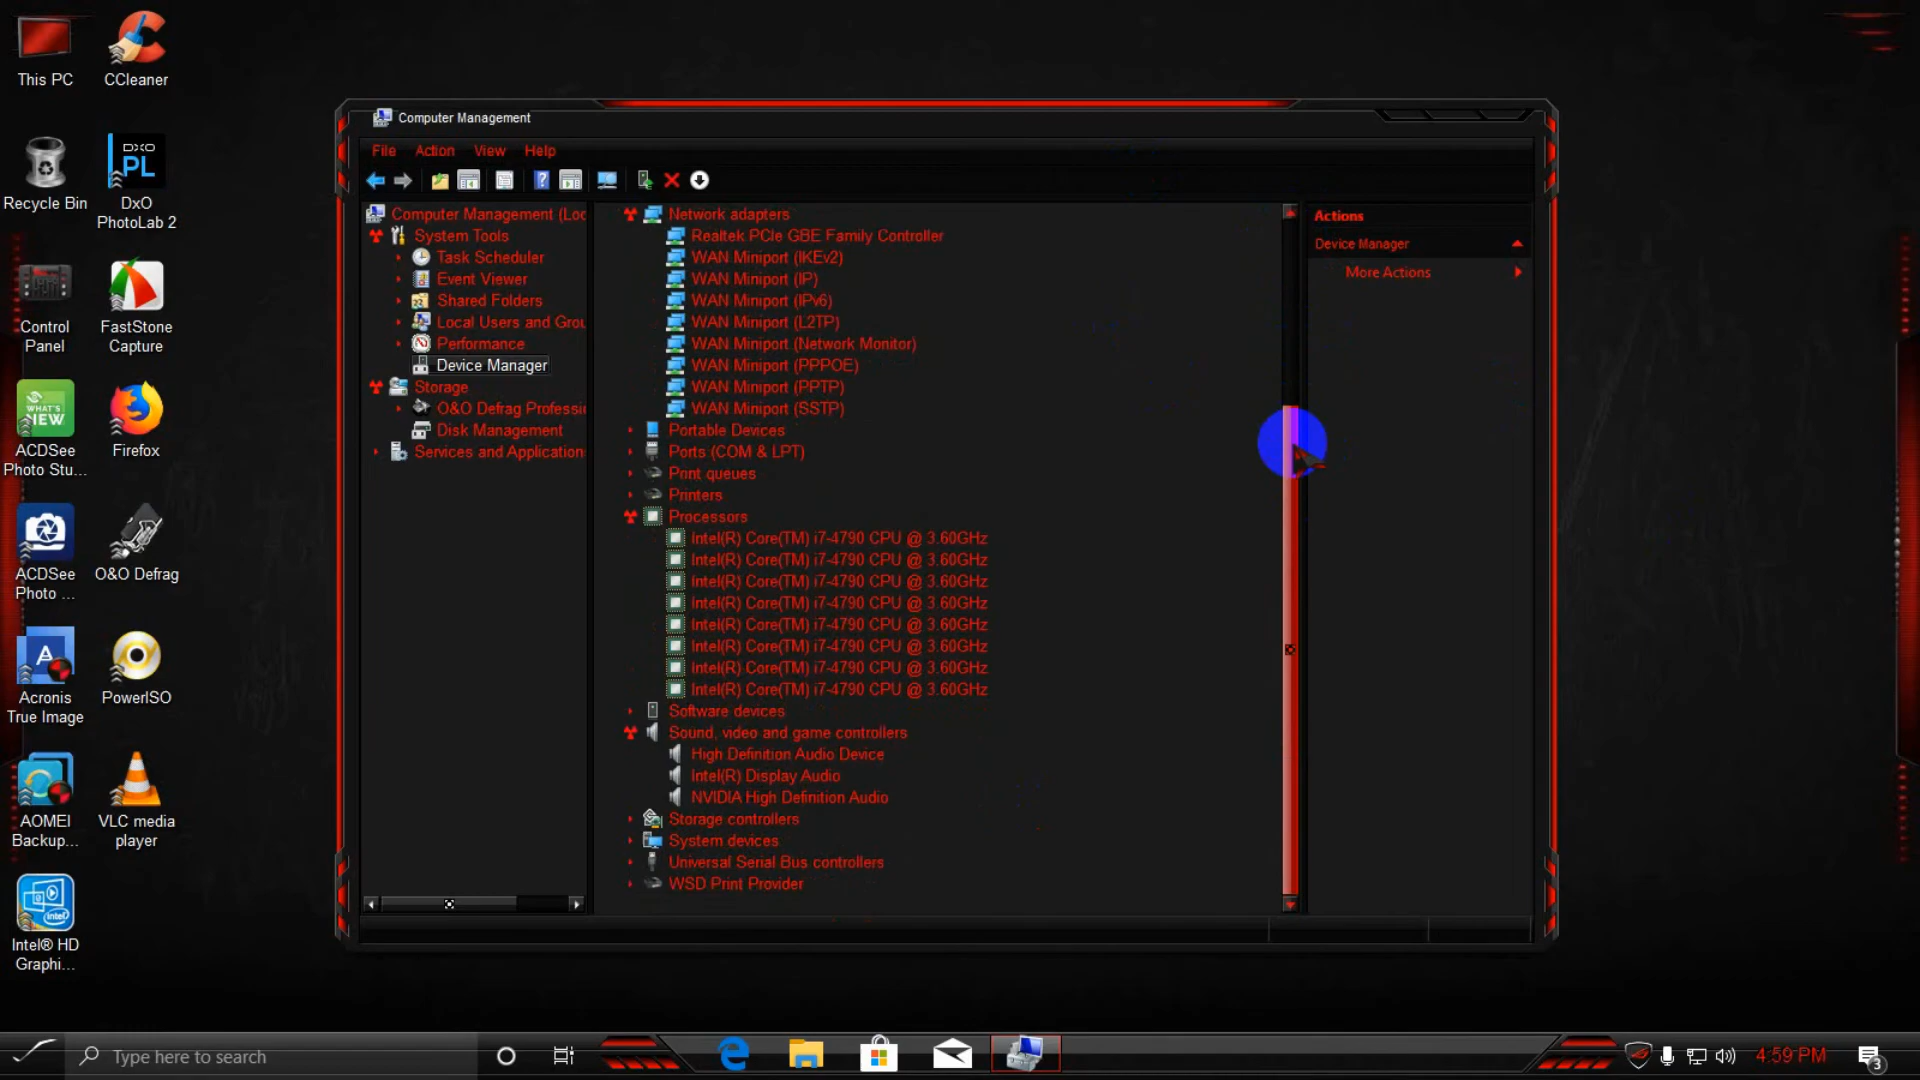 This PC
CCleaner
Recycle Bin
DXO
PL
DxO
PhotoLab 2
Control
Panel
FastStone
Capture
WHAT'S
NEW
ACDSee
Photo Stu...
Firefox
ACDSee
Photo ...
O&O Defrag
A
Acronis
True Image
PowerISO
AOMEI
Backup...
VLC media
player
intel
Intel® HD
Graphi...
Computer Management
File Action View Help
Computer Management (Loc
System Tools
Task Scheduler
Event Viewer
Shared Folders
Local Users and Grou
Performance
Device Manager
Storage
O&O Defrag Professi
Disk Management
Services and Application
Network adapters
Realtek PCIe GBE Family Controller
WAN Miniport (IKEv2)
WAN Miniport (IP)
WAN Miniport (IPv6)
WAN Miniport (L2TP)
WAN Miniport (Network Monitor)
WAN Miniport (PPPOE)
WAN Miniport (PPTP)
WAN Miniport (SSTP)
Portable Devices
Ports (COM & LPT)
Print queues
Printers
Processors
Intel(R) Core(TM) i7-4790 CPU @ 3.60GHz
Intel(R) Core(TM) i7-4790 CPU @ 3.60GHz
Intel(R) Core(TM) i7-4790 CPU @ 3.60GHz
Intel(R) Core(TM) i7-4790 CPU @ 3.60GHz
Intel(R) Core(TM) i7-4790 CPU @ 3.60GHz
Intel(R) Core(TM) i7-4790 CPU @ 3.60GHz
Intel(R) Core(TM) i7-4790 CPU @ 3.60GHz
Intel(R) Core(TM) i7-4790 CPU @ 3.60GHz
Software devices
Sound, video and game controllers
High Definition Audio Device
Intel(R) Display Audio
NVIDIA High Definition Audio
Storage controllers
System devices
Universal Serial Bus controllers
WSD Print Provider
Actions
Device Manager
More Actions
Type here to search
4:59 PM
3